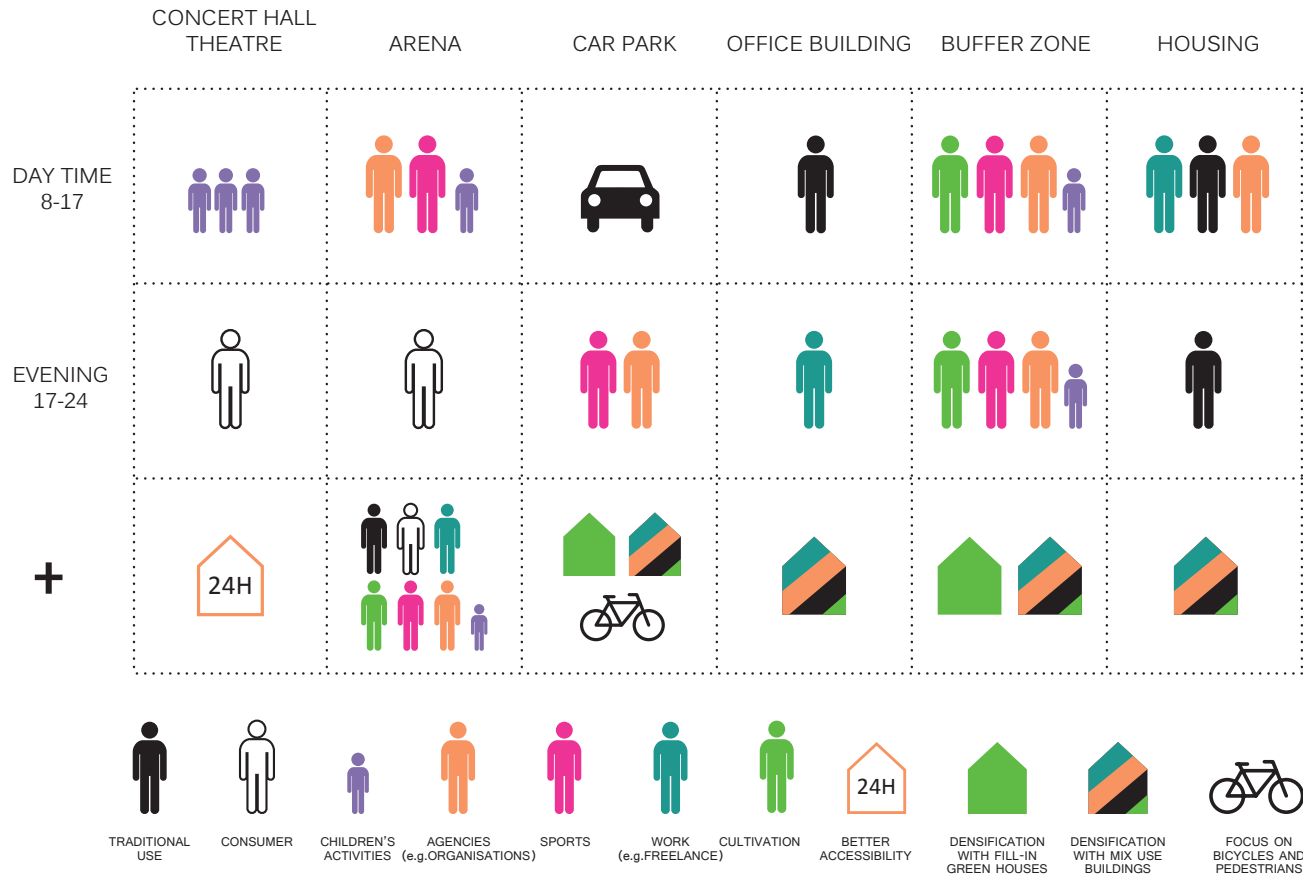 CONCERT HALL
THEATRE
ARENA
CAR PARK
OFFICE BUILDING
BUFFER ZONE
HOUSING
DAY TIME
8-17
EVENING
17-24
+
24H
24H
TRADITIONAL
USE
CONSUMER
CHILDREN'S
ACTIVITIES
AGENCIES
(e.g.ORGANISATIONS)
SPORTS
WORK
(e.g.FREELANCE)
CULTIVATION
BETTER
ACCESSIBILITY
DENSIFICATION
WITH FILL-IN
GREEN HOUSES
DENSIFICATION
WITH MIX USE
BUILDINGS
FOCUS ON
BICYCLES AND
PEDESTRIANS